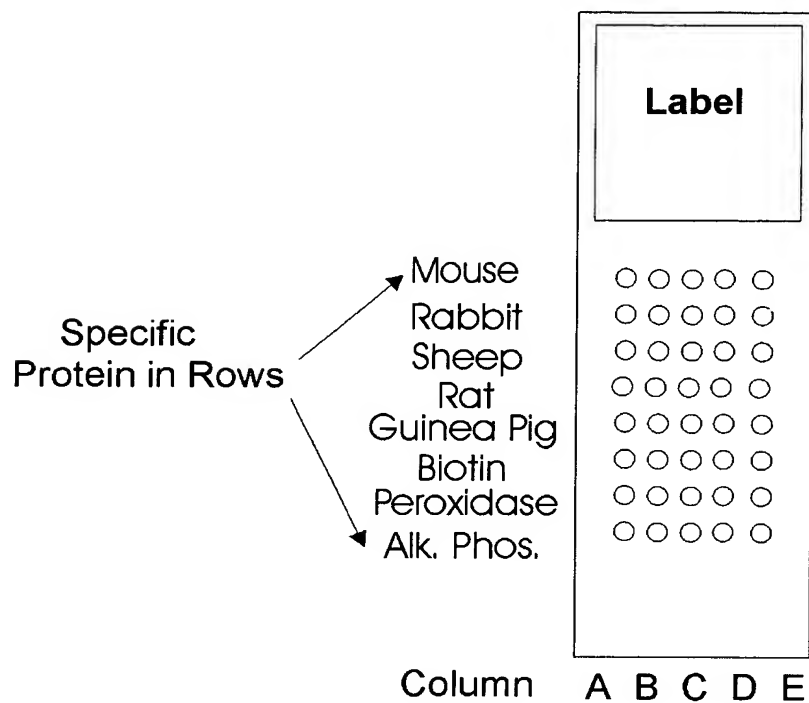 Label
Specific
Protein in Rows
Mouse
Rabbit
Sheep
Rat
Guinea Pig
Biotin
Peroxidase
Alk. Phos.
Column A B C D E